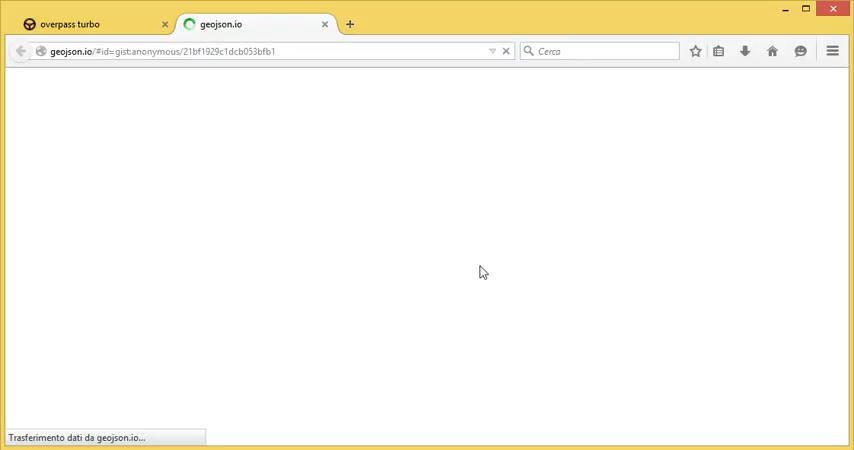 overpass turbo
geojson.io
geojson.io/#id=gist:anonymous/21bf1929c1dcb053bfb1
Cerca
Trasferimento dati da geojson.io...